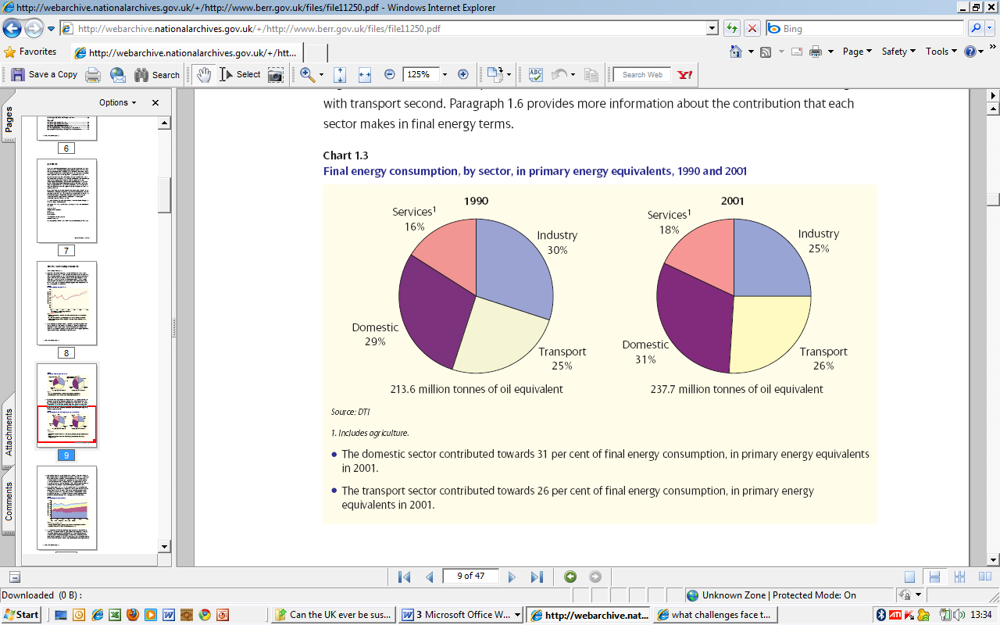 http://webarchive.nationalarchives.gov.uk/+/http://www.berr.gov.uk/files/file11250.pdf - Windows Internet Explorer
http://webarchive.nationalarchives.gov.uk/+/http://www.berr.gov.uk/files/file11250.pdf
Bing
Favorites
http://webarchive.nationalarchives.gov.uk/+/htt...
Page
Safety
Tools
Save a Copy
Search
Select
125%
Search Web
Y!
Pages
Options
6
7
8
9
Attachments
Comments
with transport second. Paragraph 1.6 provides more information about the contribution that each
sector makes in final energy terms.
Chart 1.3
Final energy consumption, by sector, in primary energy equivalents, 1990 and 2001
1990
Services1
16%
Industry
30%
Domestic
29%
Transport
25%
213.6 million tonnes of oil equivalent
2001
Services1
18%
Industry
25%
Domestic
31%
Transport
26%
237.7 million tonnes of oil equivalent
Source: DTI
1. Includes agriculture.
• The domestic sector contributed towards 31 per cent of final energy consumption, in primary energy equivalents
in 2001.
• The transport sector contributed towards 26 per cent of final energy consumption, in primary energy
equivalents in 2001.
9 of 47
Downloaded (0 B) :
Unknown Zone | Protected Mode: On
Start
Can the UK ever be sus...
3 Microsoft Office W...
http://webarchive.nat...
what challenges face t...
13:34